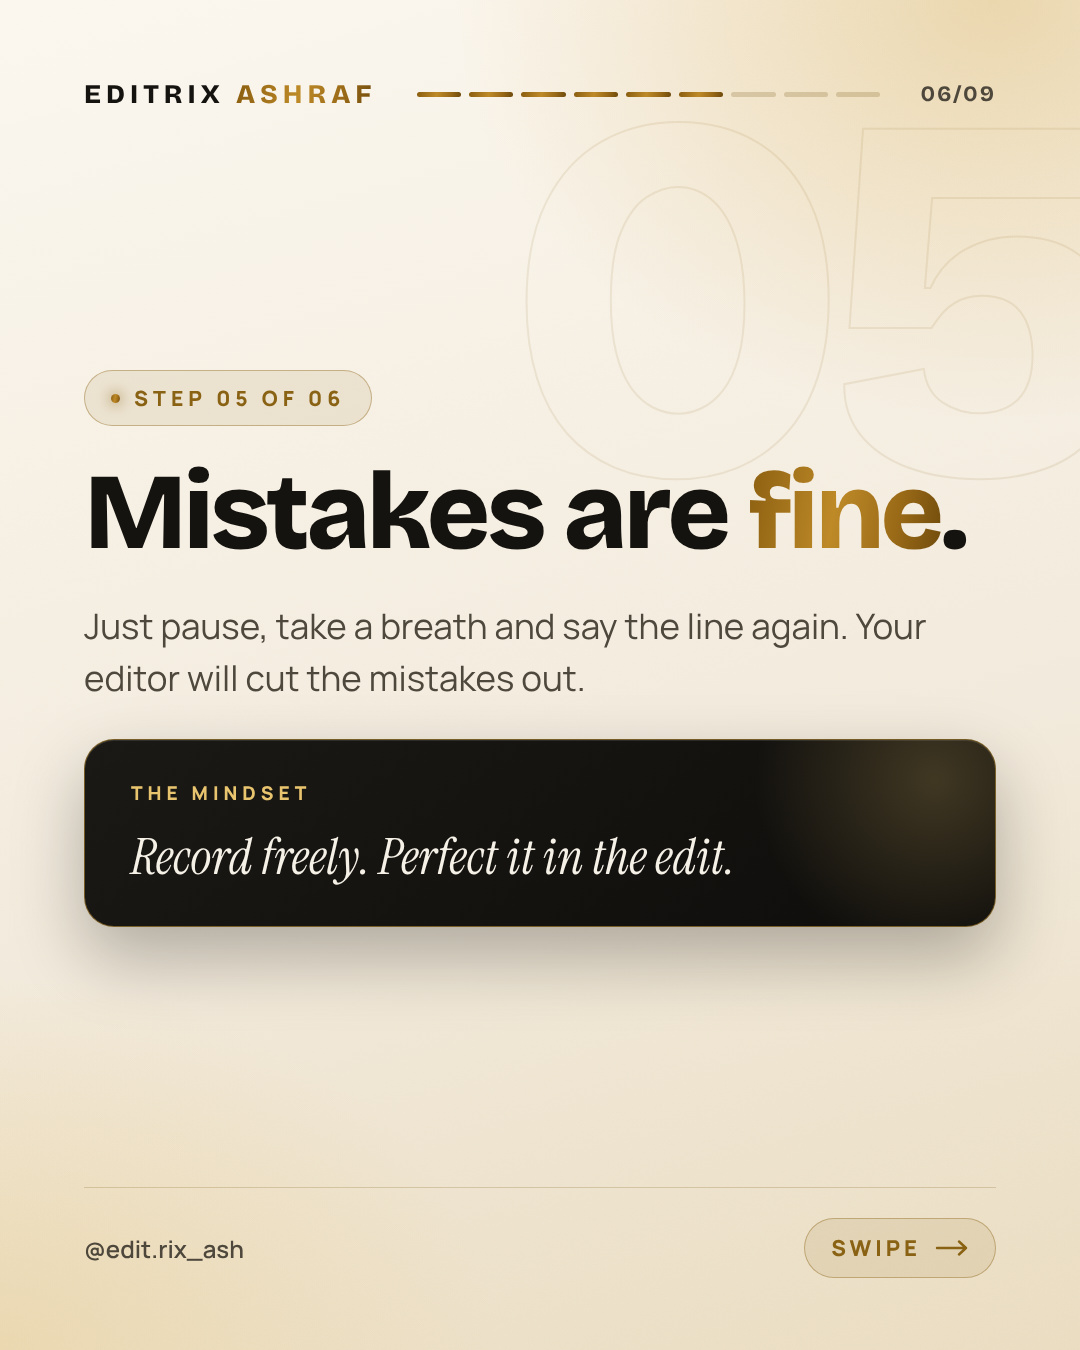 EDITRIX ASHRAF
06/09
05
STEP 05 OF 06
Mistakes are fine.
Just pause, take a breath and say the line again. Your
editor will cut the mistakes out.
THE MINDSET
Record freely. Perfect it in the edit.
@edit.rix_ash
SWIPE →